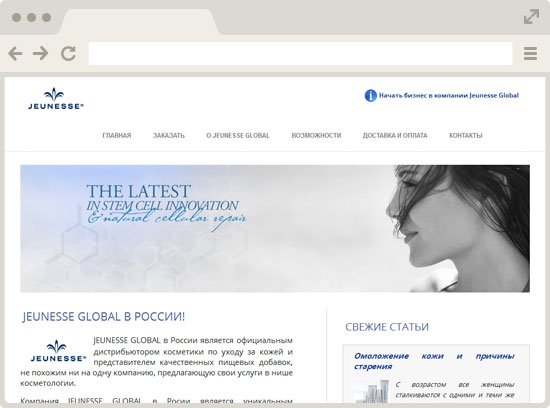 JEUNESSE®
Начать бизнес в компании Jeunesse Global
ГЛАВНАЯ ЗАКАЗАТЬ О JEUNESSE GLOBAL ВОЗМОЖНОСТИ ДОСТАВКА И ОПЛАТА КОНТАКТЫ
THE LATEST
IN STEM CELL INNOVATION
& natural cellular repair
JEUNESSE GLOBAL В РОССИИ!
JEUNESSE®
JEUNESSE GLOBAL в России является официальным
дистрибьютором косметики по уходу за кожей и
представителем качественных пищевых добавок,
не похожим ни на одну компанию, предлагающую свои услуги в нише
косметологии.
Компания JEUNESSE GLOBAL в Росии является уникальным
СВЕЖИЕ СТАТЬИ
Омоложение кожи и причины
старения
С возрастом все женщины
сталкиваются с одними и теми же